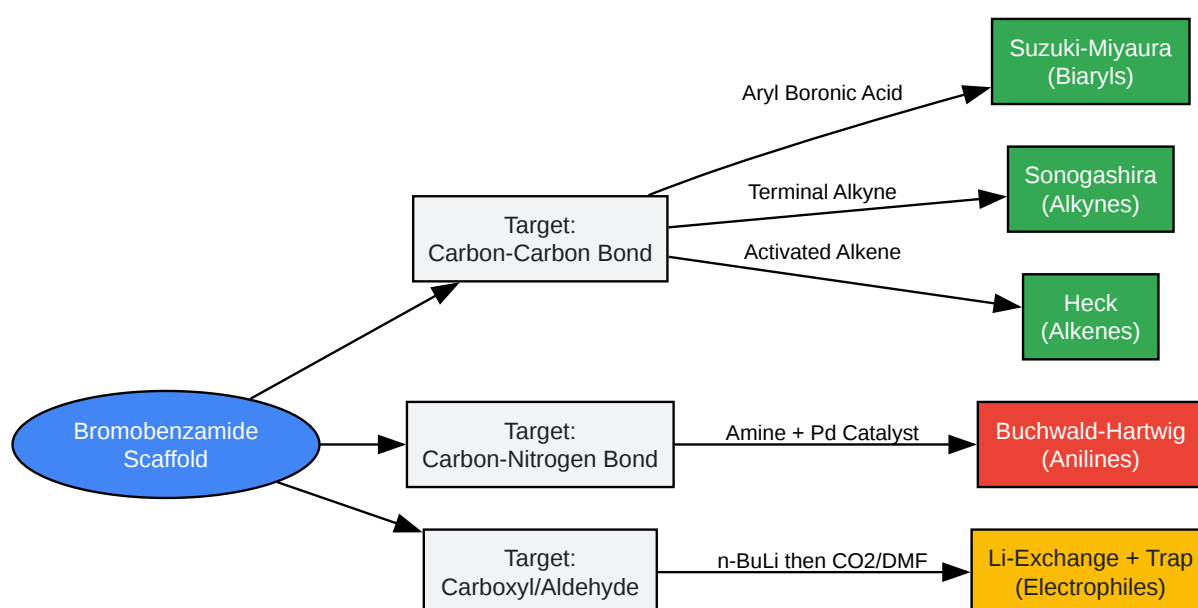 Suzuki-Miyaura
(Biaryls)
Aryl Boronic Acid
Sonogashira
(Alkynes)
Terminal Alkyne
Target:
Carbon-Carbon Bond
Activated Alkene
Heck
(Alkenes)
Bromobenzamide
Scaffold
Target:
Carbon-Nitrogen Bond
Amine + Pd Catalyst
Buchwald-Hartwig
(Anilines)
Target:
Carboxyl/Aldehyde
n-BuLi then CO2/DMF
Li-Exchange + Trap
(Electrophiles)